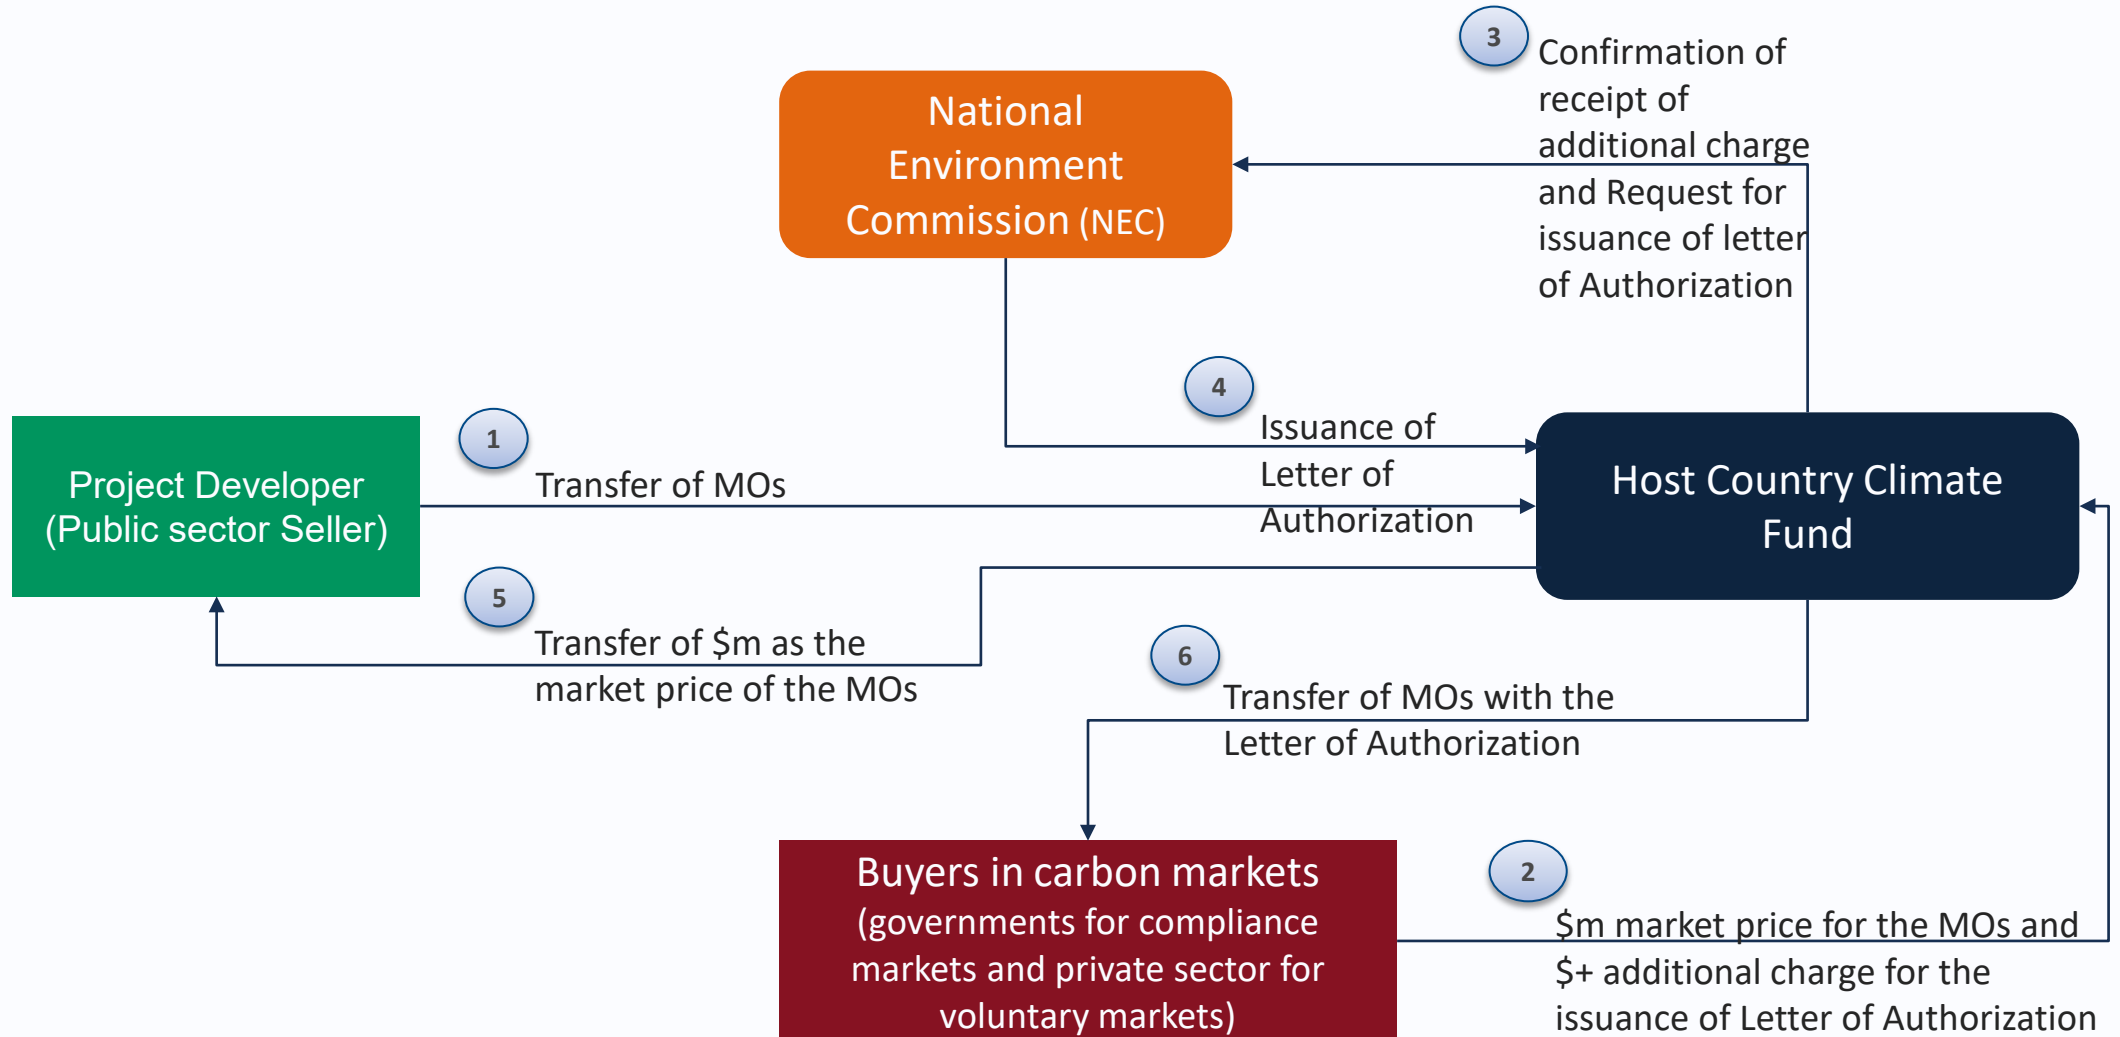 3
Confirmation of
receipt of
additional charge
and Request for
issuance of letter
of Authorization
National
Environment
Commission (NEC)
4
Issuance of
Letter of
Authorization
1
Transfer of MOs
Project Developer
(Public sector Seller)
Host Country Climate
Fund
5
Transfer of $m as the
market price of the MOs
6
Transfer of MOs with the
Letter of Authorization
Buyers in carbon markets
(governments for compliance
markets and private sector for
voluntary markets)
2
$m market price for the MOs and
$+ additional charge for the
issuance of Letter of Authorization